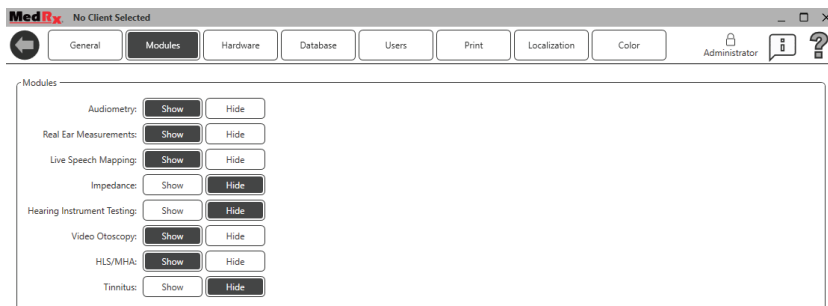 MedRx No Client Selected
General Modules Hardware Database Users Print Localization Color Administrator
Modules
Audiometry: Show Hide
Real Ear Measurements: Show Hide
Live Speech Mapping: Show Hide
Impedance: Show Hide
Hearing Instrument Testing: Show Hide
Video Otoscopy: Show Hide
HLS/MHA: Show Hide
Tinnitus: Show Hide